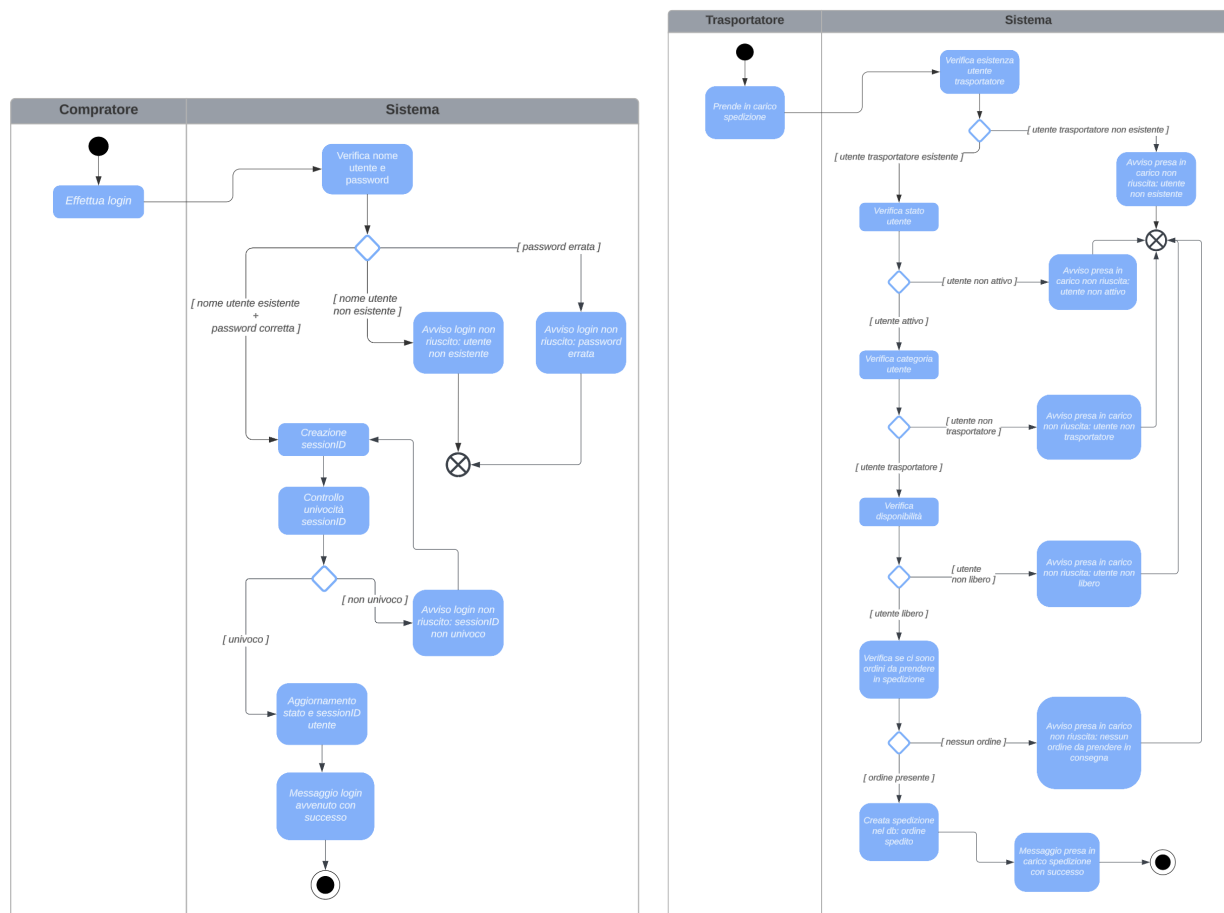 Compratore
Sistema
Effettua login
Verifica nome
utente e
password
[ password errata ]
[ nome utente esistente
+
password corretta ]
[ nome utente
non esistente ]
Avviso login non
riuscito: utente
non esistente
Avviso login non
riuscito: password
errata
Creazione
sessionID
Controllo
univocità
sessionID
[ non univoco ]
Avviso login non
riuscito: sessionID
non univoco
[ univoco ]
Aggiornamento
stato e sessionID
utente
Messaggio login
avvenuto con
successo
Trasportatore
Sistema
Prende in carico
spedizione
Verifica esistenza
utente
trasportatore
[ utente trasportatore non esistente ]
[ utente trasportatore esistente ]
Avviso presa in
carico non
riuscita: utente
non esistente
Verifica stato
utente
[ utente non attivo ]
Avviso presa in
carico non riuscita:
utente non attivo
[ utente attivo ]
Verifica categoria
utente
[ utente non
trasportatore ]
Avviso presa in carico
non riuscita: utente non
trasportatore
[ utente trasportatore ]
Verifica
disponibilità
[ utente
non libero ]
Avviso presa in carico
non riuscita: utente non
libero
[ utente libero ]
Verifica se ci sono
ordini da prendere
in spedizione
[ nessun ordine ]
Avviso presa in carico
non riuscita: nessun
ordine da prendere in
consegna
[ ordine presente ]
Creata spedizione
nel db: ordine
spedito
Messaggio presa in
carico spedizione
con successo